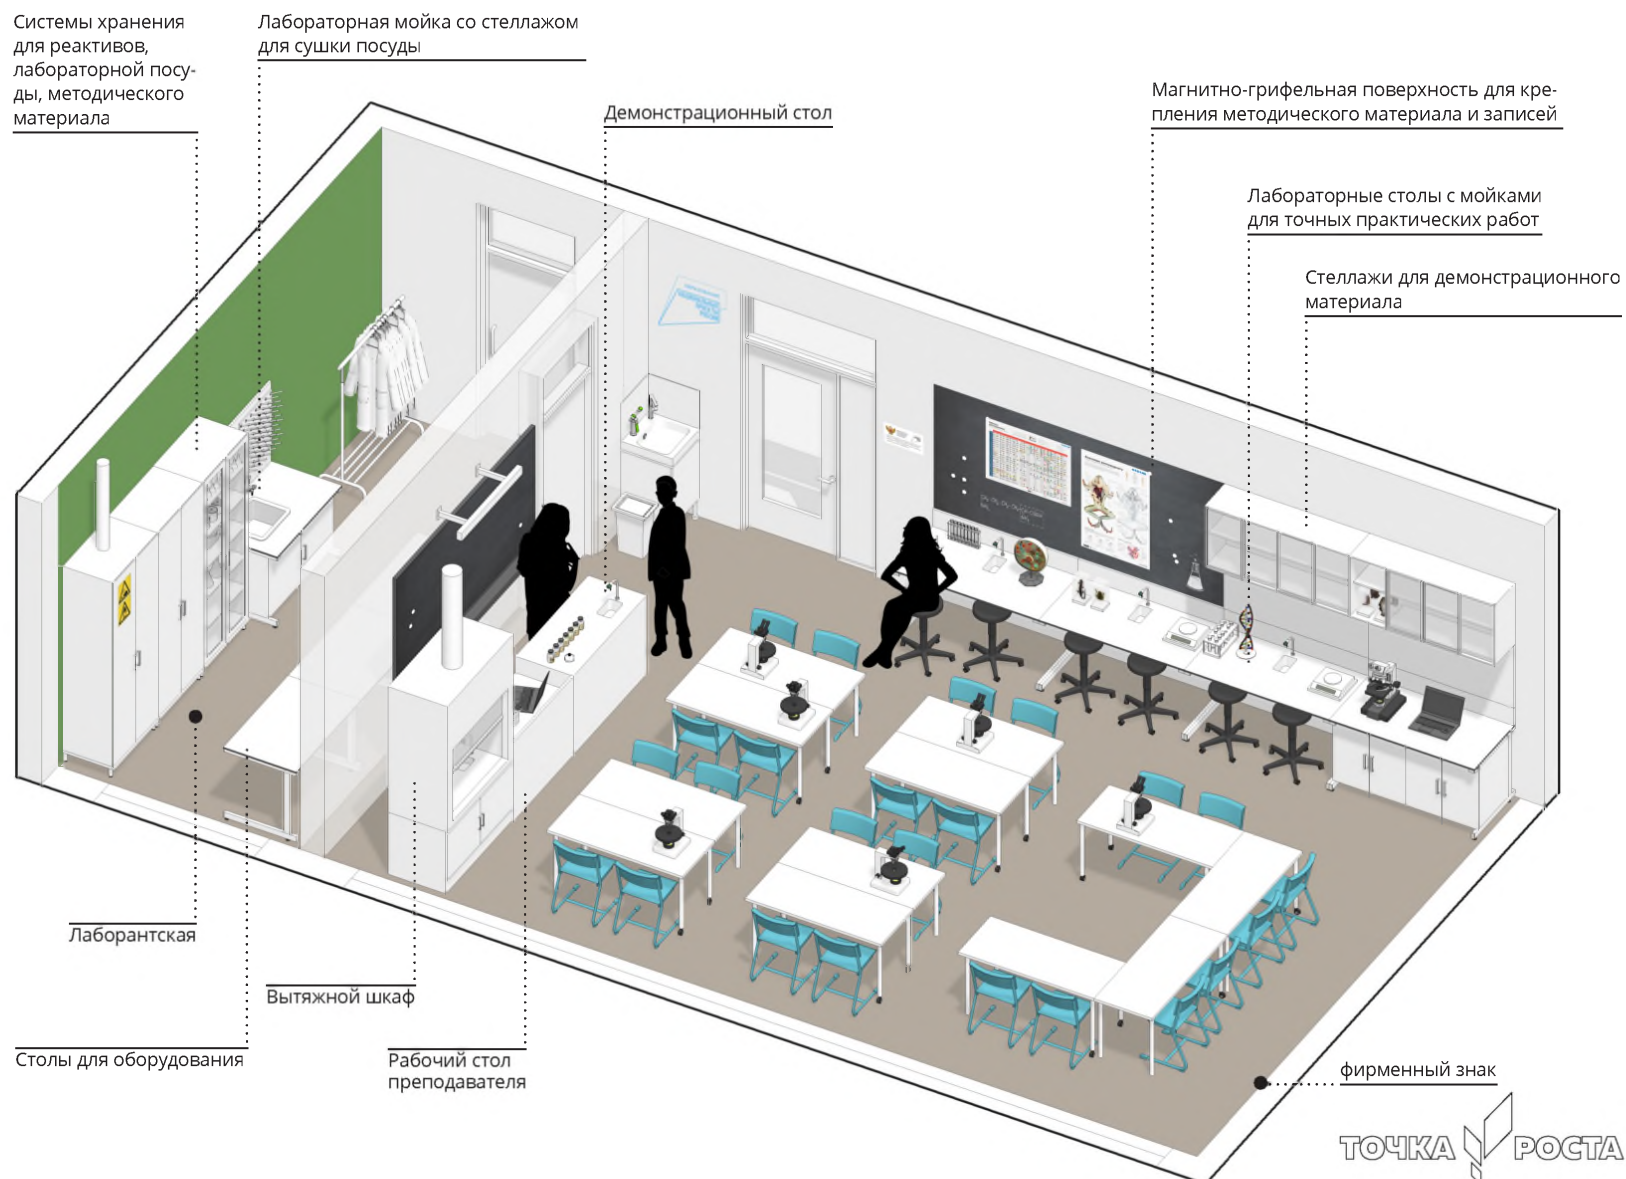 Системы хранения
для реактивов,
лабораторной посу-
ды, методического
материала
Лабораторная мойка со стеллажом
для сушки посуды
Демонстрационный стол
Магнитно-грифельная поверхность для кре-
пления методического материала и записей
Лабораторные столы с мойками
для точных практических работ
Стеллажи для демонстрационного
материала
Лаборантская
Вытяжной шкаф
Столы для оборудования
Рабочий стол
преподавателя
фирменный знак
ТОЧКА РОСТА